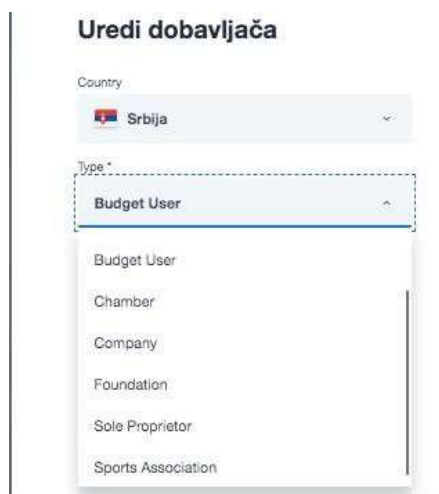 Uredi dobavljača
Country
Srbija
Type *
Budget User
Budget User
Chamber
Company
Foundation
Sole Proprietor
Sports Association